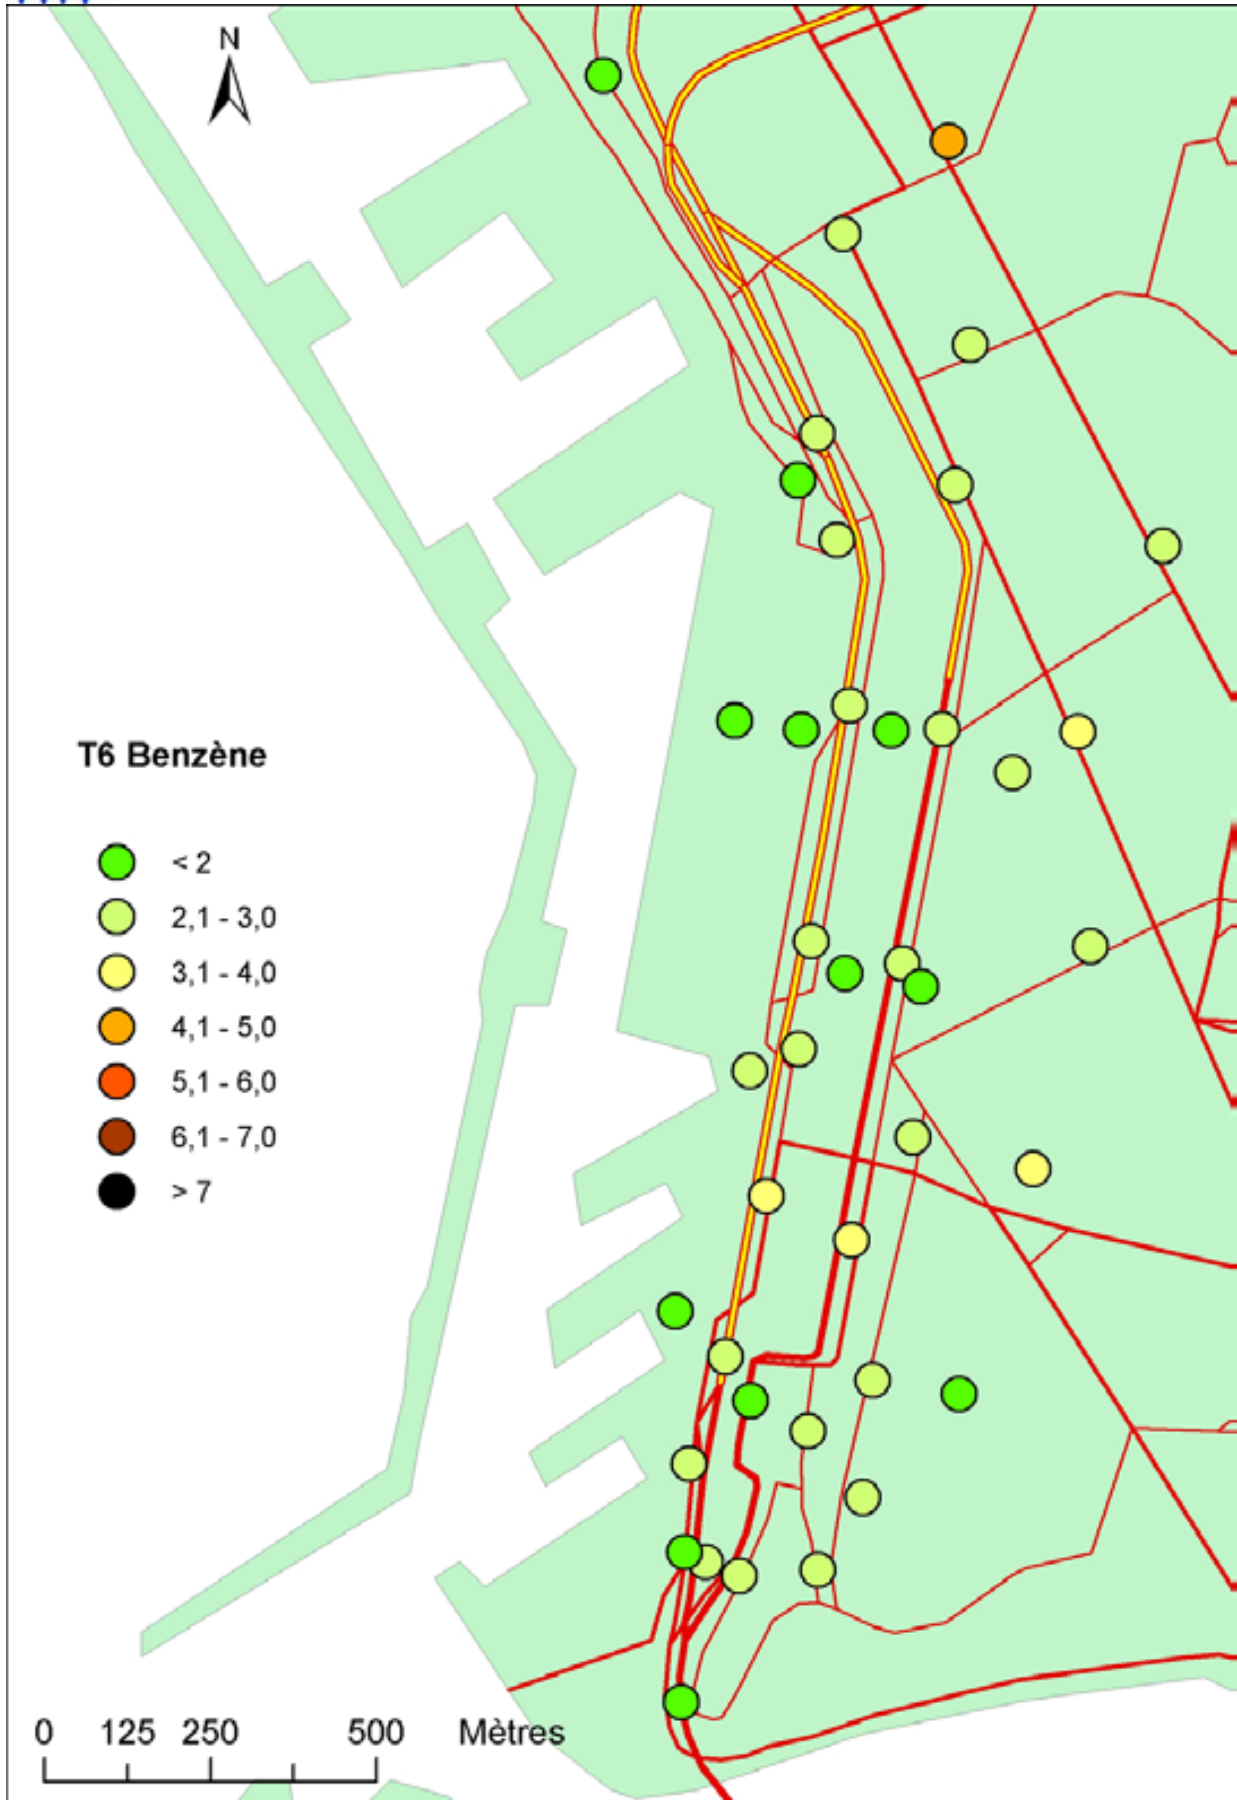 N
T6 Benzène
< 2
2,1 - 3,0
3,1 - 4,0
4,1 - 5,0
5,1 - 6,0
6,1 - 7,0
> 7
0 125 250 500 Mètres